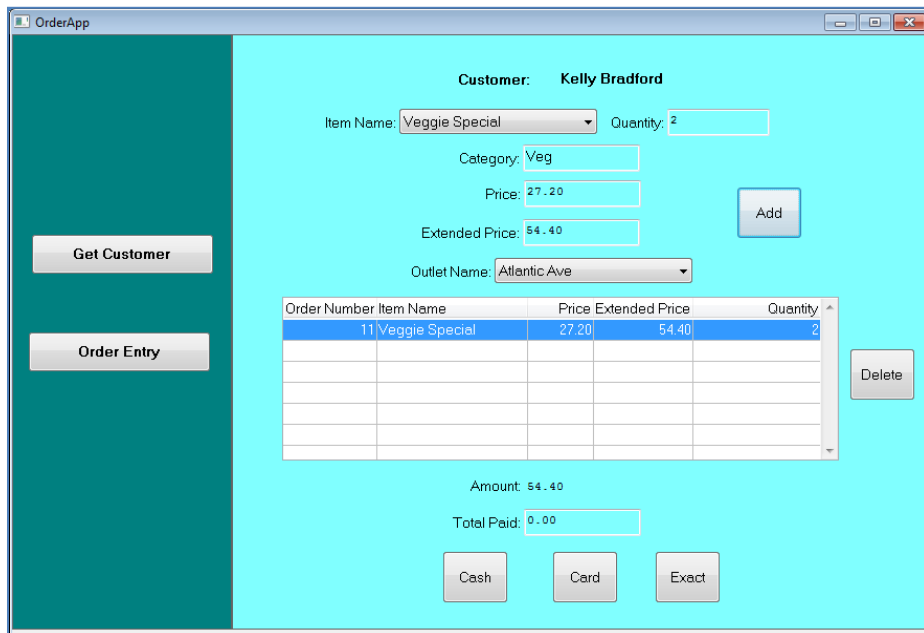 OrderApp
Customer: Kelly Bradford
Item Name: Veggie Special Quantity: 2
Category: Veg
Price: 27.20
Add
Extended Price: 54.40
Get Customer
Outlet Name: Atlantic Ave
Order Number Item Name Price Extended Price Quantity
11 Veggie Special 27.20 54.40 2
Order Entry
Delete
Amount: 54.40
Total Paid: 0.00
Cash Card Exact